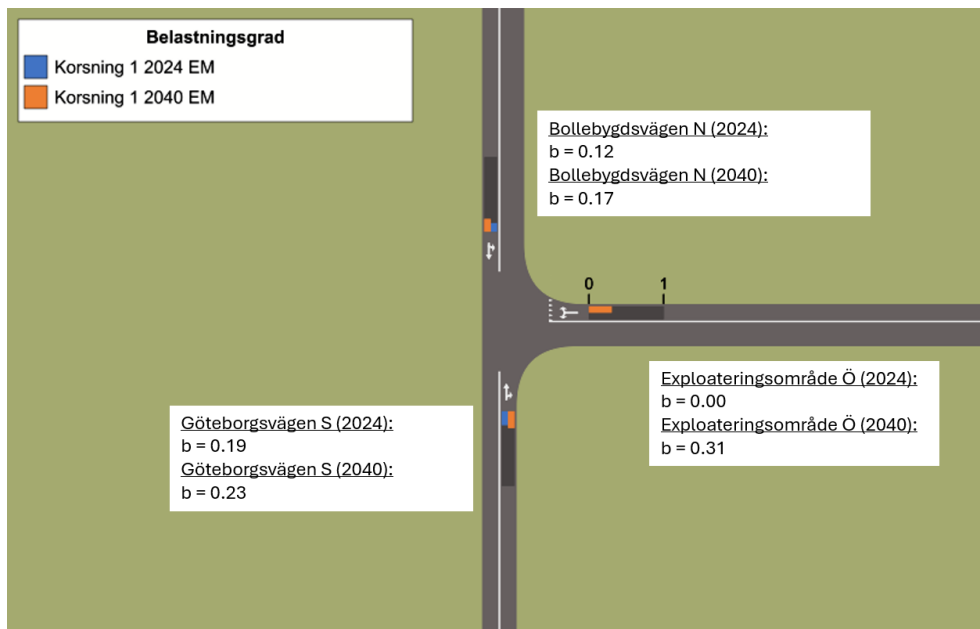 Belastningsgrad
Korsning 1 2024 EM
Korsning 1 2040 EM
Bollebygdsvägen N (2024):
b = 0.12
Bollebygdsvägen N (2040):
b = 0.17
0 1
Exploateringsområde Ö (2024):
b = 0.00
Exploateringsområde Ö (2040):
b = 0.31
Göteborgsvägen S (2024):
b = 0.19
Göteborgsvägen S (2040):
b = 0.23